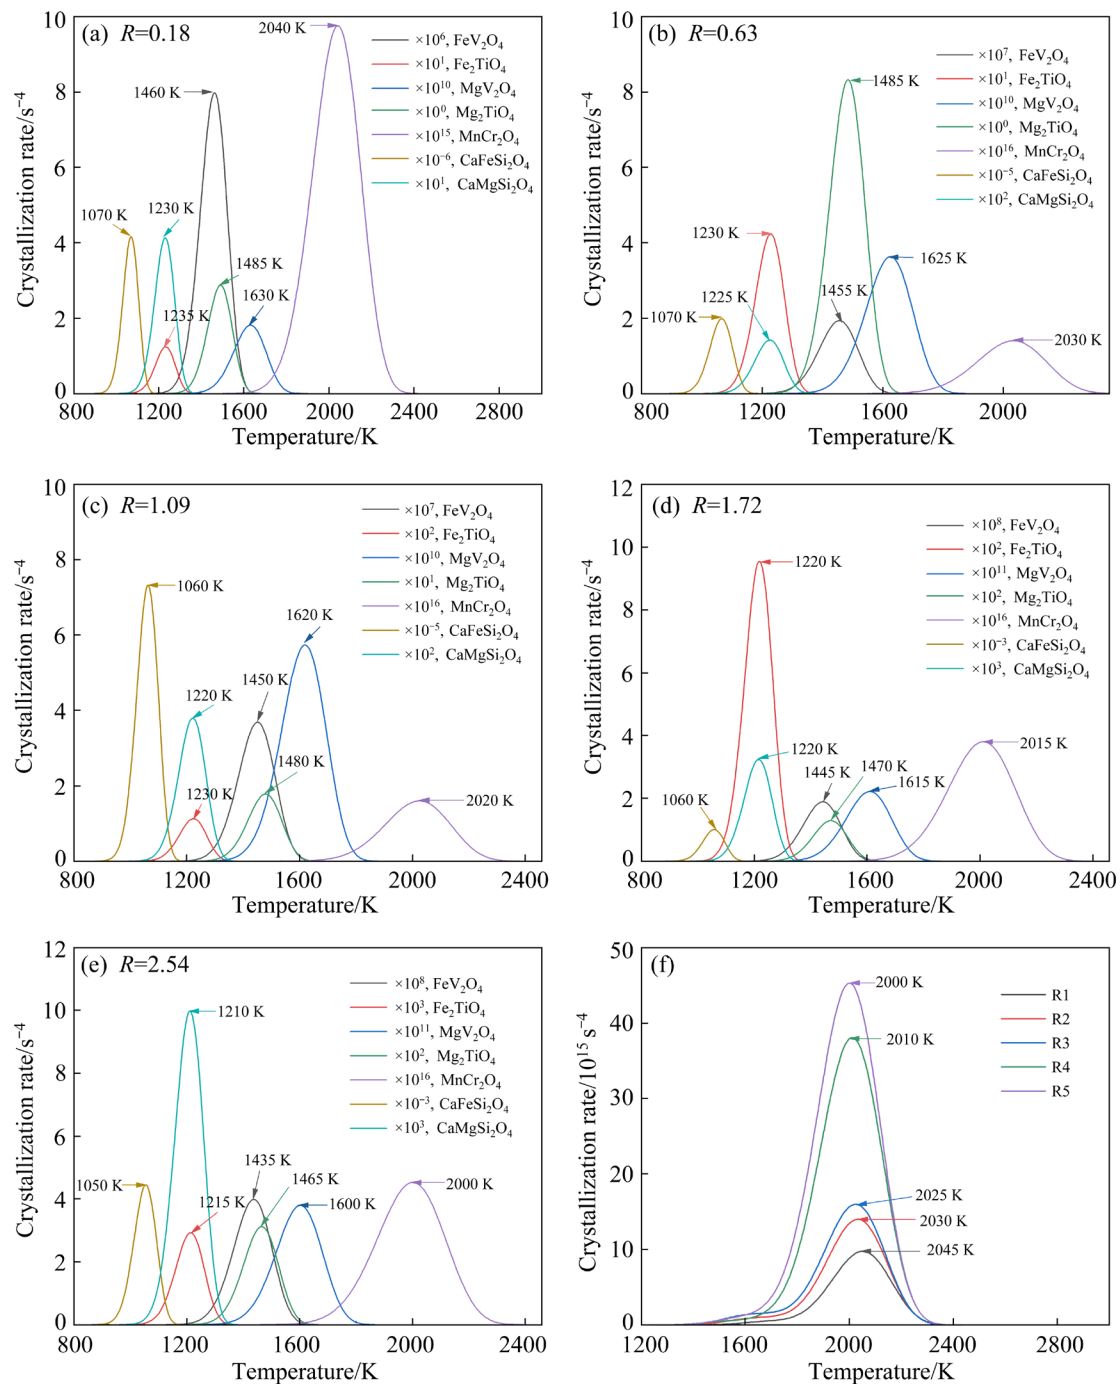 (a) R=0.18
2040 K
×10⁶, FeV₂O₄
×10¹, Fe₂TiO₄
×10¹⁰, MgV₂O₄
×10⁰, Mg₂TiO₄
×10¹⁵, MnCr₂O₄
×10⁻⁶, CaFeSi₂O₄
×10¹, CaMgSi₂O₄
1460 K
1070 K
1230 K
1485 K
1235 K
1630 K
10
8
6
4
2
0
Crystallization rate/s⁻⁴
800 1200 1600 2000 2400 2800
Temperature/K
(b) R=0.63
×10⁷, FeV₂O₄
×10¹, Fe₂TiO₄
×10¹⁰, MgV₂O₄
×10⁰, Mg₂TiO₄
×10¹⁶, MnCr₂O₄
×10⁻⁵, CaFeSi₂O₄
×10², CaMgSi₂O₄
1485 K
1230 K
1625 K
1225 K
1455 K
1070 K
2030 K
10
8
6
4
2
0
Crystallization rate/s⁻⁴
800 1200 1600 2000
Temperature/K
(c) R=1.09
×10⁷, FeV₂O₄
×10², Fe₂TiO₄
×10¹⁰, MgV₂O₄
×10¹, Mg₂TiO₄
×10¹⁶, MnCr₂O₄
×10⁻⁵, CaFeSi₂O₄
×10², CaMgSi₂O₄
1060 K
1620 K
1450 K
1220 K
1480 K
1230 K
2020 K
10
8
6
4
2
0
Crystallization rate/s⁻⁴
800 1200 1600 2000 2400
Temperature/K
(d) R=1.72
×10⁸, FeV₂O₄
×10², Fe₂TiO₄
×10¹¹, MgV₂O₄
×10², Mg₂TiO₄
×10¹⁶, MnCr₂O₄
×10⁻³, CaFeSi₂O₄
×10³, CaMgSi₂O₄
1220 K
1220 K
1445 K
1470 K
1615 K
2015 K
1060 K
12
10
8
6
4
2
0
Crystallization rate/s⁻⁴
800 1200 1600 2000 2400
Temperature/K
(e) R=2.54
×10⁸, FeV₂O₄
×10³, Fe₂TiO₄
×10¹¹, MgV₂O₄
×10², Mg₂TiO₄
×10¹⁶, MnCr₂O₄
×10⁻³, CaFeSi₂O₄
×10³, CaMgSi₂O₄
1210 K
1435 K
1050 K
1465 K
1215 K
1600 K
2000 K
12
10
8
6
4
2
0
Crystallization rate/s⁻⁴
800 1200 1600 2000 2400
Temperature/K
(f)
2000 K
R1
R2
R3
R4
R5
2010 K
2025 K
2030 K
2045 K
50
40
30
20
10
0
Crystallization rate/10¹⁵ s⁻⁴
1200 1600 2000 2400 2800
Temperature/K